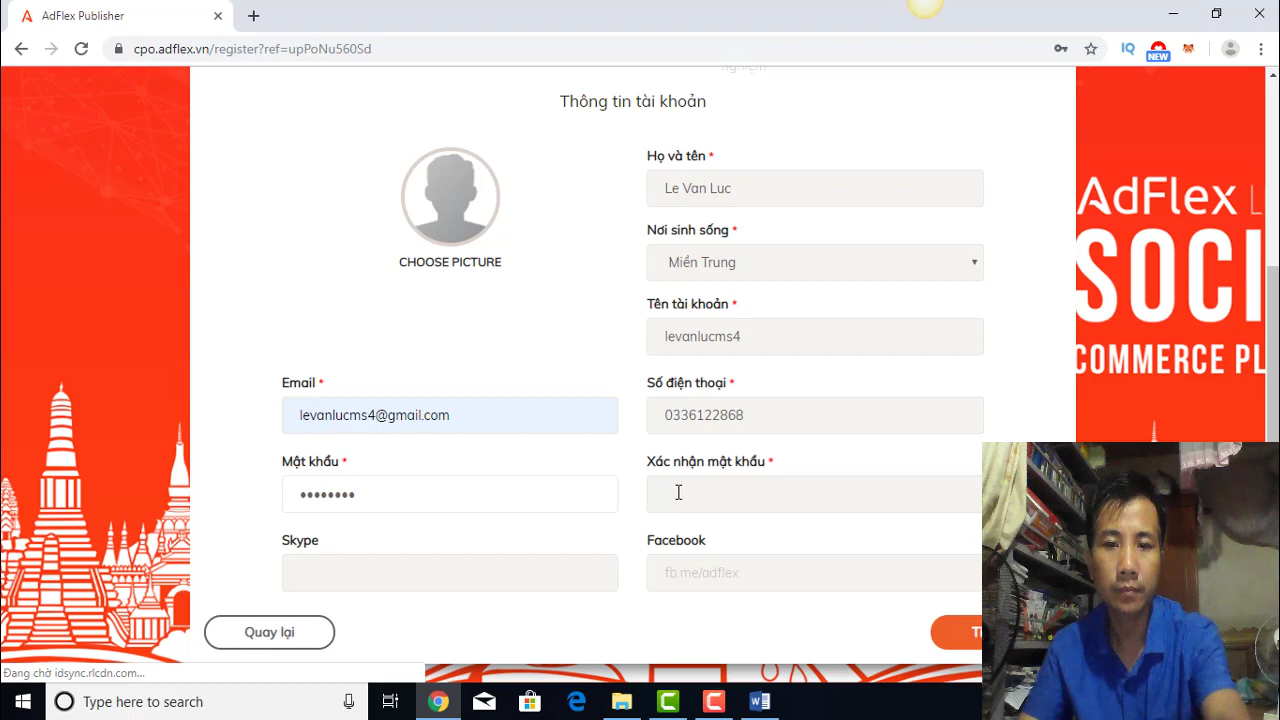 AdFlex Publisher
cpo.adflex.vn/register?ref=upPoNu560Sd
NEW
nghiệm
Thông tin tài khoản
CHOOSE PICTURE
Họ và tên *
Le Van Luc
Nơi sinh sống *
Miền Trung
Tên tài khoản *
levanlucms4
Email *
levanlucms4@gmail.com
Số điện thoại *
0336122868
Mật khẩu *
••••••••
Xác nhận mật khẩu *
Skype
Facebook
fb.me/adflex
Quay lại
AdFlex L
SOCI
COMMERCE PL
Đang chờ idsync.rlcdn.com...
Type here to search